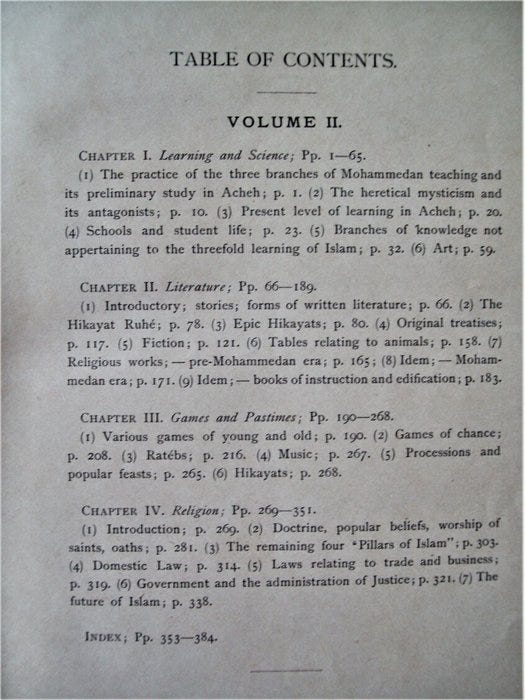 TABLE OF CONTENTS.
VOLUME II.
CHAPTER I. Learning and Science; Pp. 1—65.
(1) The practice of the three branches of Mohammedan teaching and
its preliminary study in Acheh; p. 1. (2) The heretical mysticism and
its antagonists; p. 10. (3) Present level of learning in Acheh; p. 20.
(4) Schools and student life; p. 23. (5) Branches of knowledge not
appertaining to the threefold learning of Islam; p. 32. (6) Art; p. 59.
CHAPTER II. Literature; Pp. 66—189.
(1) Introductory; stories; forms of written literature; p. 66. (2) The
Hikayat Ruhé; p. 78. (3) Epic Hikayats; p. 80. (4) Original treatises;
p. 117. (5) Fiction; p. 121. (6) Tables relating to animals; p. 158. (7)
Religious works; — pre-Mohammedan era; p. 165; (8) Idem; — Moham-
medan era; p. 171. (9) Idem; — books of instruction and edification; p. 183.
CHAPTER III. Games and Pastimes; Pp. 190—268.
(1) Various games of young and old; p. 190. (2) Games of chance;
p. 208. (3) Ratébs; p. 216. (4) Music; p. 267. (5) Processions and
popular feasts; p. 265. (6) Hikayats; p. 268.
CHAPTER IV. Religion; Pp. 269—351.
(1) Introduction; p. 269. (2) Doctrine, popular beliefs, worship of
saints, oaths; p. 281. (3) The remaining four "Pillars of Islam"; p. 303.
(4) Domestic Law; p. 314. (5) Laws relating to trade and business;
p. 319. (6) Government and the administration of Justice; p. 321. (7) The
future of Islam; p. 338.
INDEX; Pp. 353—384.